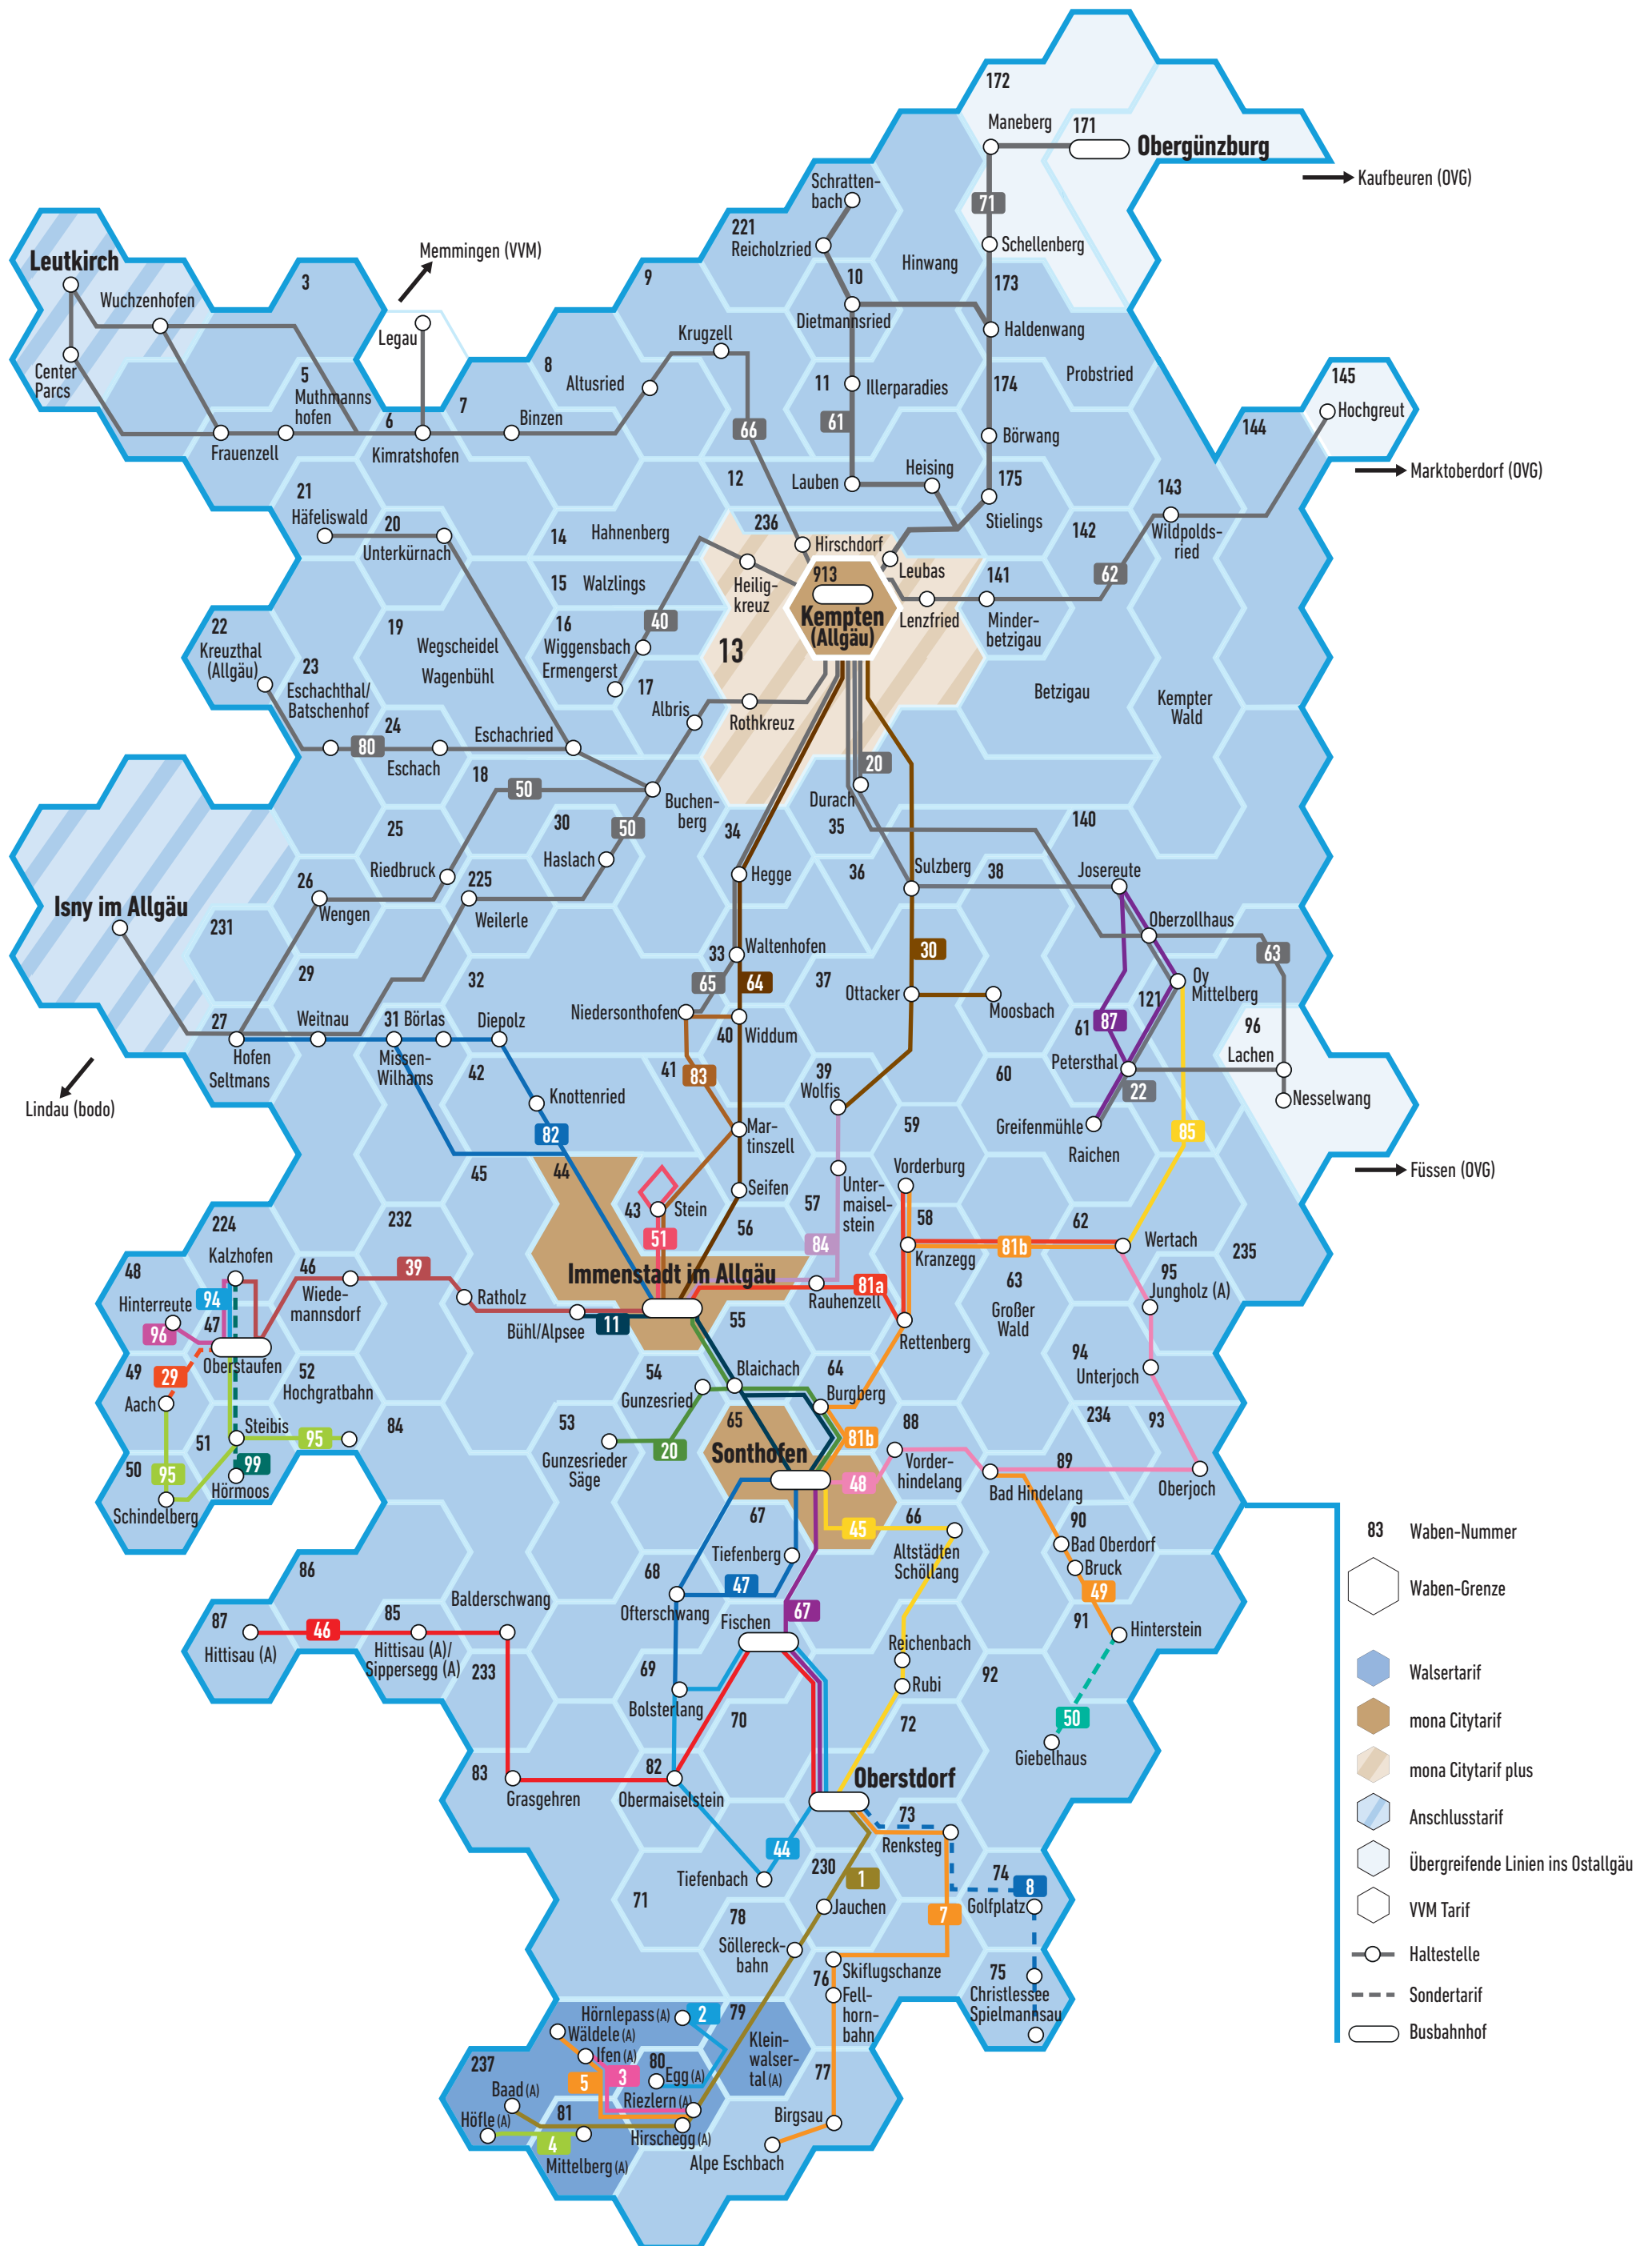 172
Maneberg
171
Obergünzburg
Kaufbeuren (OVG)
Schratten-
bach
71
221
Reicholzried
Schellenberg
Hinwang
Memmingen (VVM)
Leutkirch
Wuchzenhofen
3
9
10
173
Legau
Krugzell
Dietmannsried
Haldenwang
Center
Parcs
5
Muthmanns
hofen
8
Altusried
11
Illerparadies
174
Probstried
145
Hochgreut
6
7
Binzen
66
61
Börwang
144
Frauenzell
Kimratshofen
Marktoberdorf (OVG)
12
Lauben
Heising
175
Stielings
143
21
Häfeliswald
20
Unterkürnach
14
Hahnenberg
236
Hirschdorf
142
Wildpolds-
ried
15
Walzlings
Heilig-
kreuz
913
Leubas
141
62
Kempten
(Allgäu)
Lenzfried
Minder-
betzigau
22
Kreuzthal
(Allgäu)
19
Wegscheidel
Wagenbühl
16
Wiggensbach
40
Ermengerst
13
23
Eschachthal/
Batschenhof
17
Albris
Rothkreuz
Betzigau
Kempter
Wald
24
80
Eschach
Eschachried
20
18
50
Buchen-
berg
Durach
25
30
50
34
35
140
Haslach
Riedbruck
225
Hegge
36
Sulzberg
38
Josereute
Isny im Allgäu
26
Wengen
231
Weilerle
Oberzollhaus
33
Waltenhofen
30
63
29
32
65
64
37
Ottacker
Moosbach
Oy
Mittelberg
121
Niedersonthofen
27
Weitnau
31
Börlas
Diepolz
40
Widdum
61
87
96
Hofen
Seltmans
Missen-
Wilhams
42
41
83
39
Wolfis
60
Petersthal
Lachen
22
Nesselwang
Lindau (bodo)
Knottenried
82
Mar-
tinszell
59
Greifenmühle
Raichen
85
Füssen (OVG)
45
44
Seifen
Unter-
maisel-
stein
Vorderburg
43
Stein
57
58
62
224
232
51
56
84
Kranzegg
81b
Wertach
235
48
Kalzhofen
46
39
Immenstadt im Allgäu
81a
63
95
Jungholz (A)
Hinterreute
94
Wiede-
mannsdorf
Ratholz
Rauhenzell
Großer
Wald
47
96
Bühl/Alpsee
11
55
Rettenberg
Oberstaufen
49
29
52
Hochgratbahn
54
Blaichach
64
94
Unterjoch
Aach
Gunzesried
Burgberg
84
53
65
88
234
93
51
Steibis
95
Gunzesrieder
Säge
20
Sonthofen
81b
Vorder-
hindelang
89
50
95
99
Hörmoos
48
Bad Hindelang
Oberjoch
Schindelberg
67
45
66
Altstädten
Schöllang
90
Bad Oberdorf
83
Waben-Nummer
86
Tiefenberg
Bruck
Waben-Grenze
68
47
49
87
Balderschwang
Ofterschwang
67
91
Hinterstein
46
85
Fischen
Hittisau (A)
Hittisau (A)/
Sippersegg (A)
233
69
Reichenbach
92
Walsertarif
Bolsterlang
Rubi
50
70
72
mona Citytarif
Giebelhaus
83
82
Oberstdorf
mona Citytarif plus
Grasgehren
Obermaiselstein
73
Anschlusstarif
Renksteg
44
230
1
74
8
Übergreifende Linien ins Ostallgäu
Tiefenbach
71
Jauchen
7
Golfplatz
VVM Tarif
78
Söllereck-
bahn
Haltestelle
76
Skiflugschanze
75
Christlessee
Spielmannsau
Sondertarif
Fell-
horn-
bahn
Hörnlepass (A)
2
79
Busbahnhof
Wäldele (A)
Klein-
walser-
tal (A)
237
Ifen (A)
80
Egg (A)
77
Baad (A)
5
3
Riezlern (A)
Höfle (A)
81
4
Hirschegg (A)
Birgsau
Mittelberg (A)
Alpe Eschbach